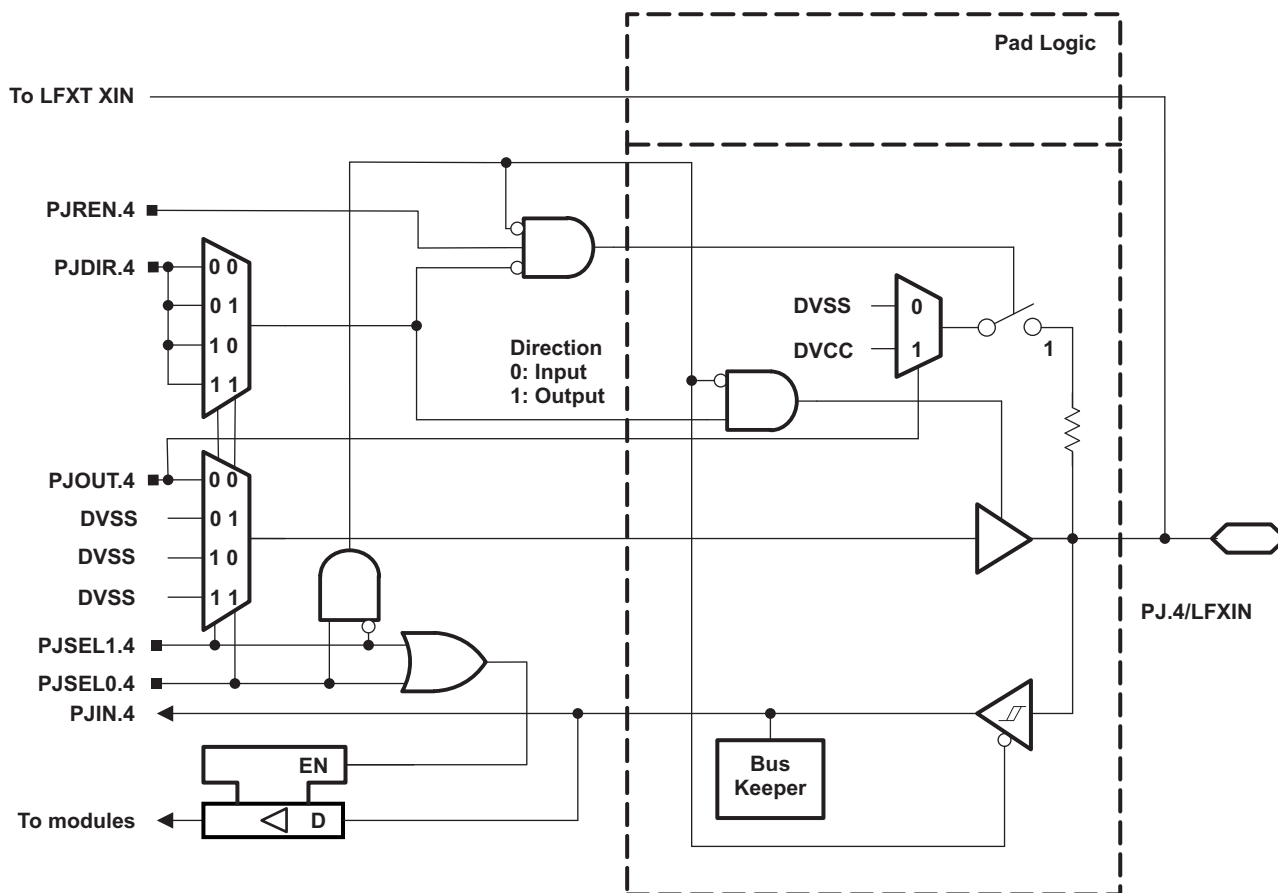 Pad Logic
To LFXT XIN
PJREN.4
PJDIR.4
0 0
0 1
1 0
1 1
Direction
0: Input
1: Output
DVSS
0
DVCC
1
1
PJOUT.4
0 0
DVSS
0 1
DVSS
1 0
DVSS
1 1
PJ.4/LFXIN
PJSEL1.4
PJSEL0.4
PJIN.4
EN
Bus
Keeper
To modules
D